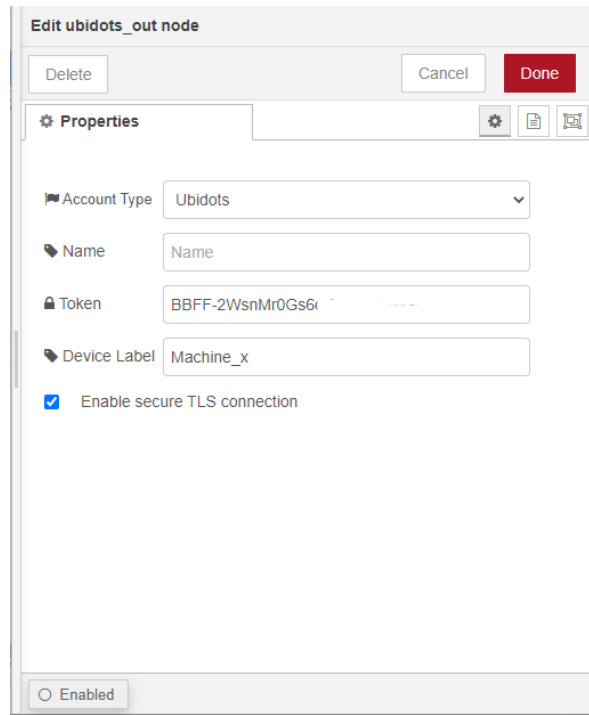 Edit ubidots_out node
Delete
Cancel
Done
Properties
Account Type
Ubidots
Name
Name
Token
BBFF-2WsnMr0Gs6
Device Label
Machine_x
Enable secure TLS connection
Enabled